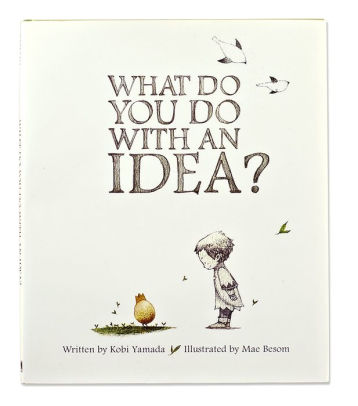 WHAT DO
YOU DO
WITH AN
IDEA?
Written by Kobi Yamada Illustrated by Mae Besom